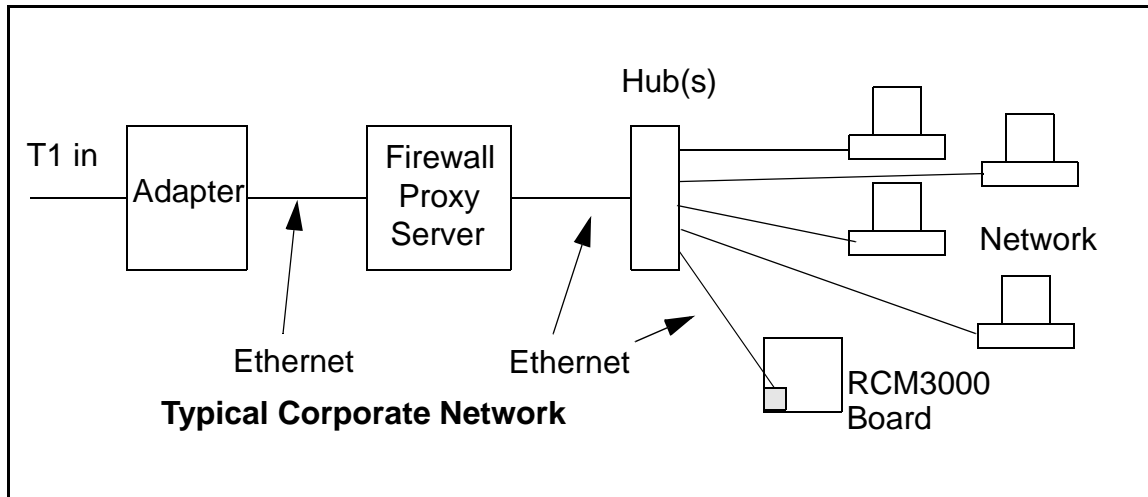 Hub(s)
T1 in
Adapter
Firewall
Proxy
Server
Network
Ethernet
Ethernet
RCM3000
Board
Typical Corporate Network